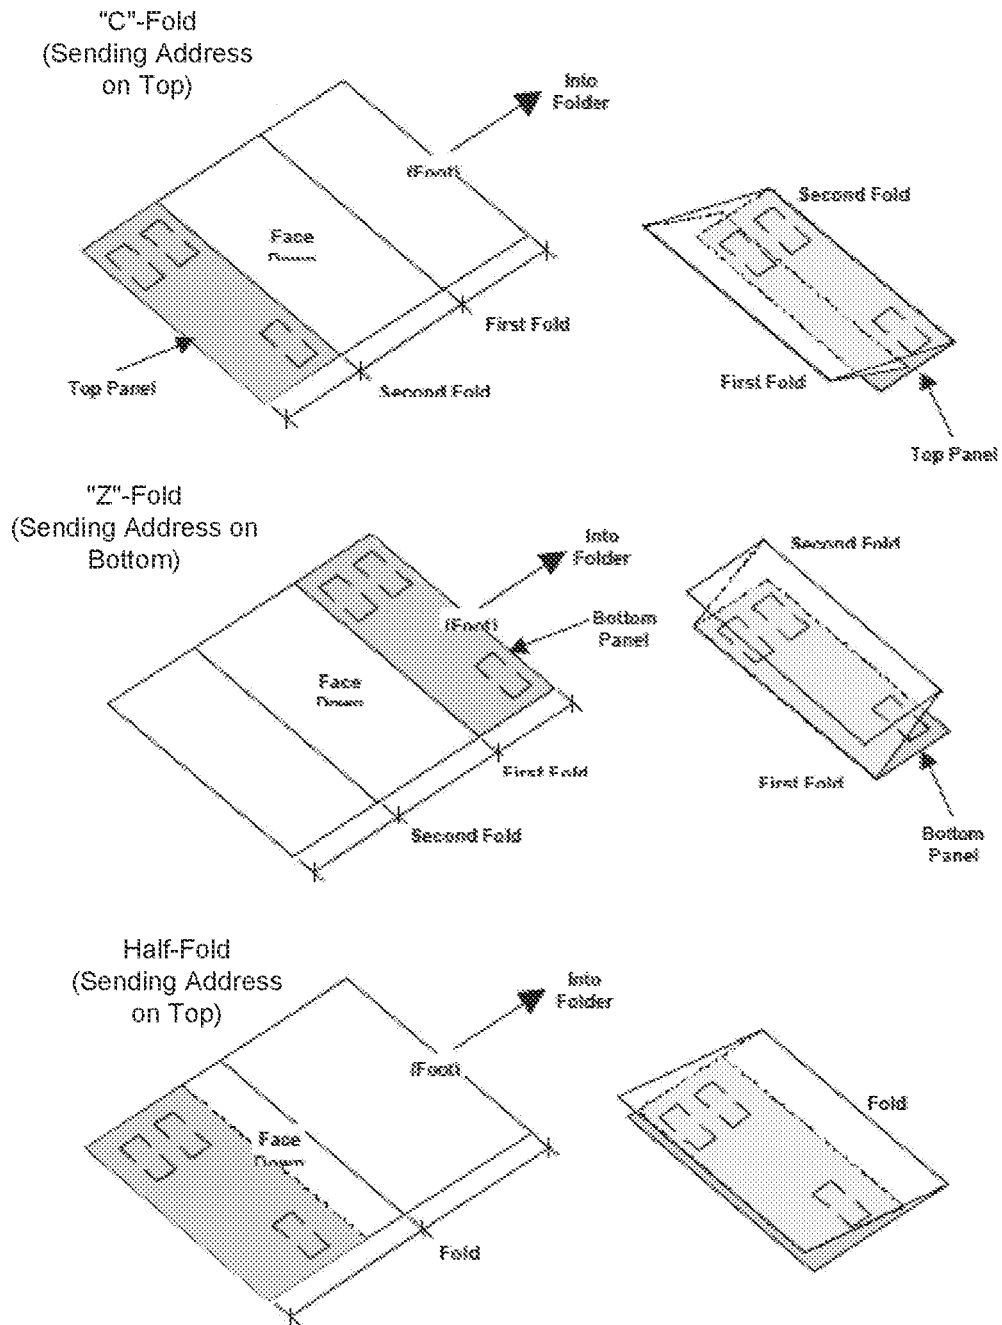 "C"-Fold
(Sending Address
on Top)
Into
Folder
(Foot)
Face
Down
First Fold
Second Fold
Top Panel
Second Fold
First Fold
Top Panel
"Z"-Fold
(Sending Address on
Bottom)
Into
Folder
(Foot)
Bottom
Panel
Face
Down
First Fold
Second Fold
Second Fold
First Fold
Bottom
Panel
Half-Fold
(Sending Address
on Top)
Into
Folder
(Foot)
Face
Down
Fold
Fold